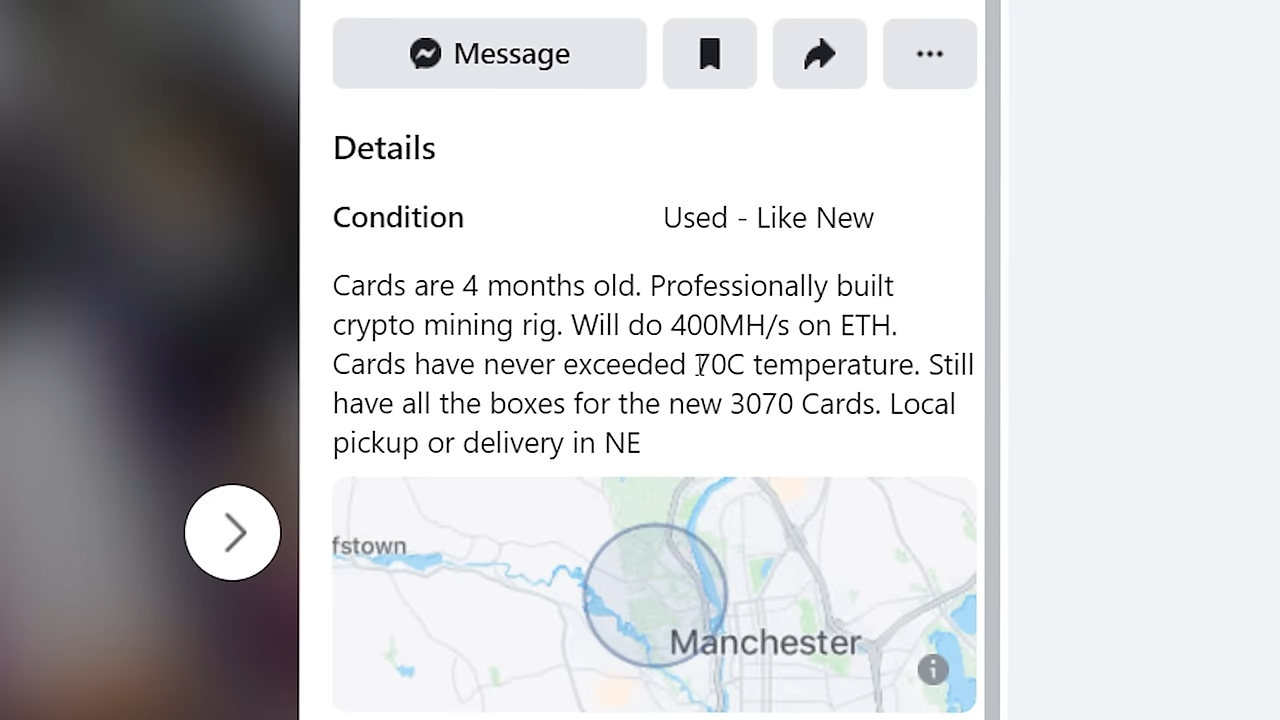 Message
Details
Condition Used - Like New
Cards are 4 months old. Professionally built
crypto mining rig. Will do 400MH/s on ETH.
Cards have never exceeded 70C temperature. Still
have all the boxes for the new 3070 Cards. Local
pickup or delivery in NE
fstown
Manchester